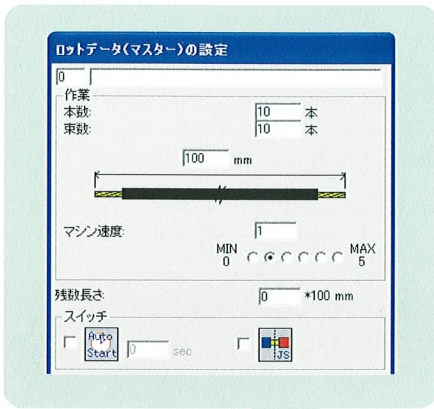 ロットデータ(マスター)の設定
0
作業
本数: 10 本
束数: 10 本
100 mm
マシン速度: 1
MIN MAX
0 5
残数長さ: 0 *100 mm
スイッチ
Auto Start 0 sec
JS